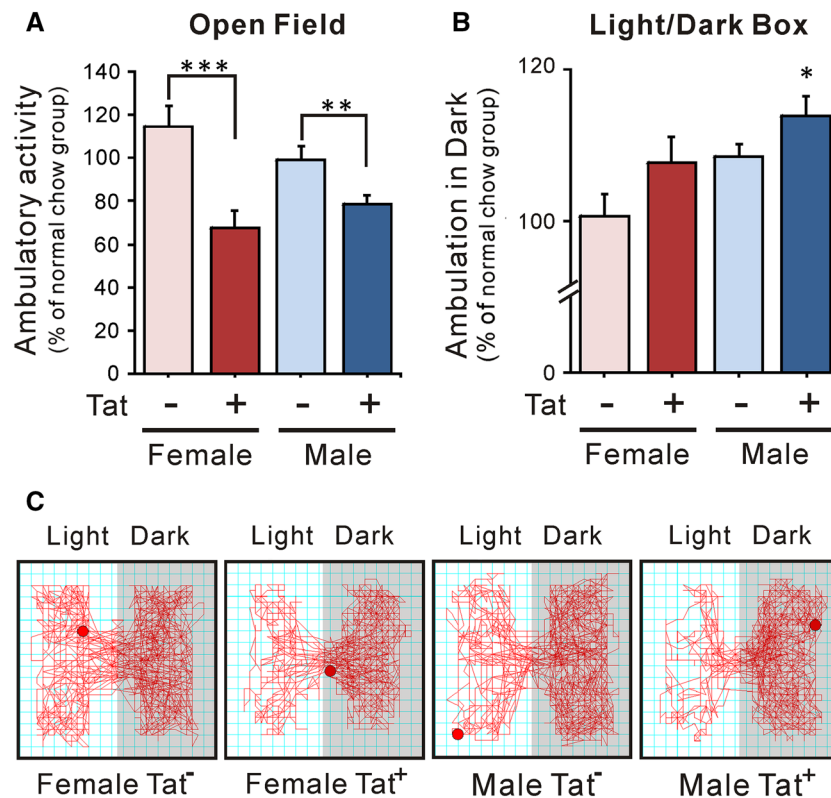 A Open Field
Ambulatory activity
(% of normal chow group)
140
120
100
80
60
40
20
0
***
**
Tat - + - +
Female Male
B Light/Dark Box
Ambulation in Dark
(% of normal chow group)
120
100
0
*
Tat - + - +
Female Male
C
Light Dark Light Dark Light Dark Light Dark
Female Tat⁻ Female Tat⁺ Male Tat⁻ Male Tat⁺